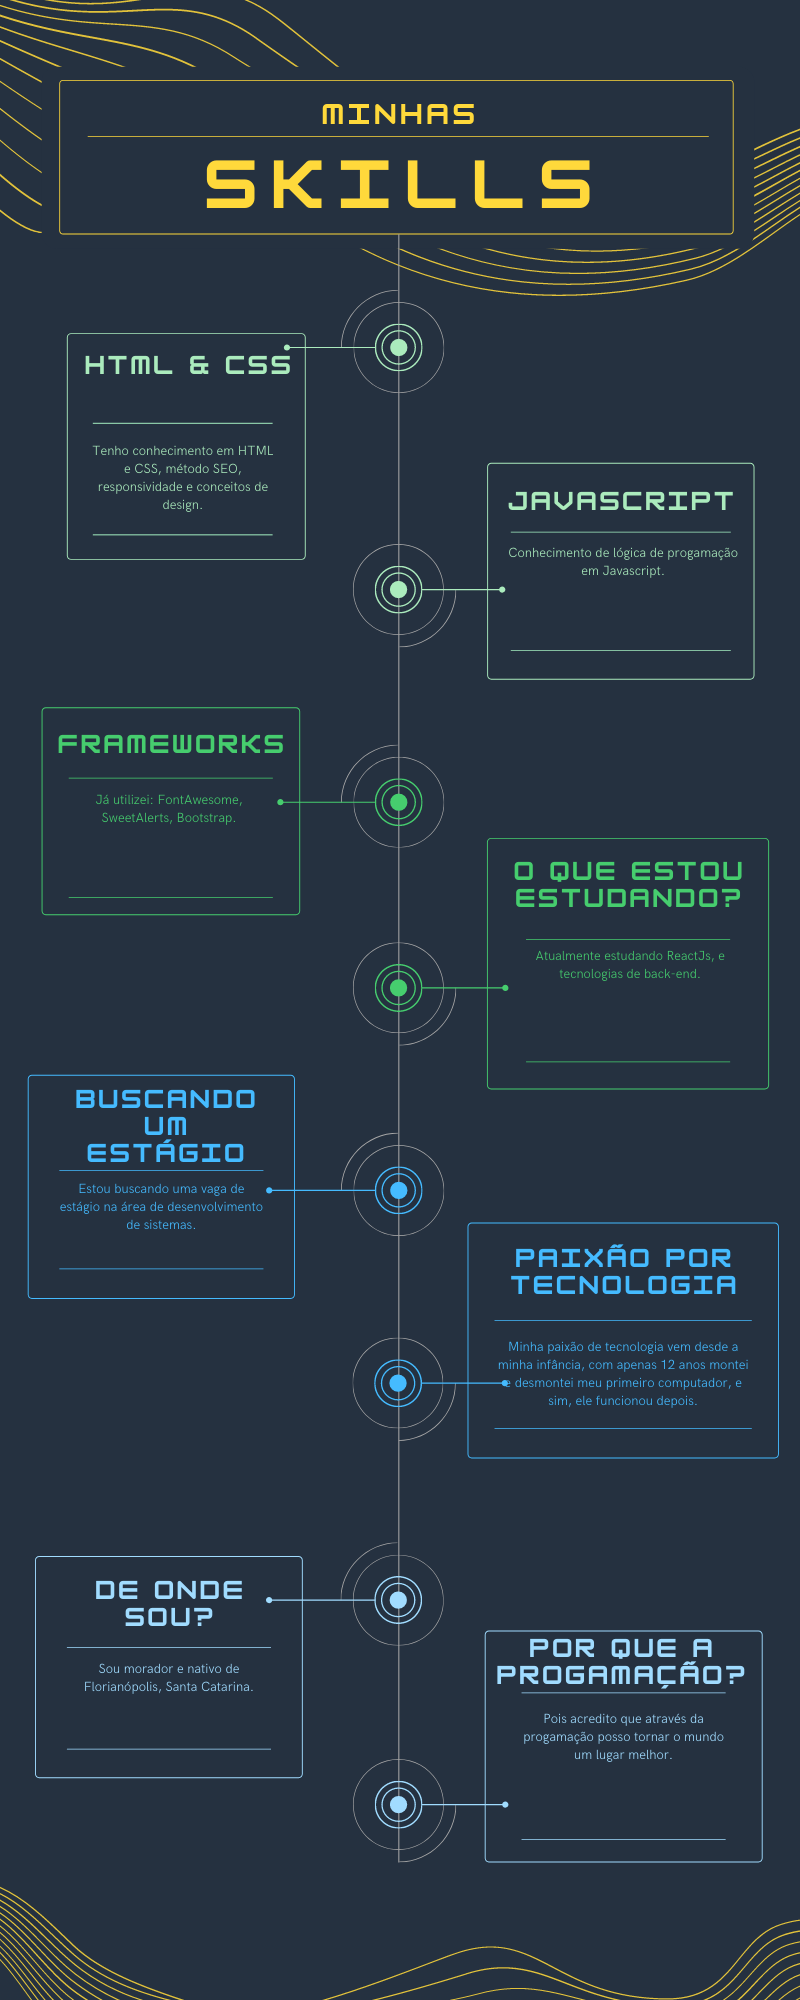 MINHAS
SKILLS
HTML & CSS
Tenho conhecimento em HTML
e CSS, método SEO,
responsividade e conceitos de
design.
JAVASCRIPT
Conhecimento de lógica de progamação
em Javascript.
FRAMEWORKS
Já utilizei: FontAwesome,
SweetAlerts, Bootstrap.
O QUE ESTOU
ESTUDANDO?
Atualmente estudando ReactJs, e
tecnologias de back-end.
BUSCANDO
UM
ESTÁGIO
Estou buscando uma vaga de
estágio na área de desenvolvimento
de sistemas.
PAIXÃO POR
TECNOLOGIA
Minha paixão de tecnologia vem desde a
minha infância, com apenas 12 anos montei
e desmontei meu primeiro computador, e
sim, ele funcionou depois.
DE ONDE
SOU?
Sou morador e nativo de
Florianópolis, Santa Catarina.
POR QUE A
PROGAMAÇÃO?
Pois acredito que através da
progamação posso tornar o mundo
um lugar melhor.